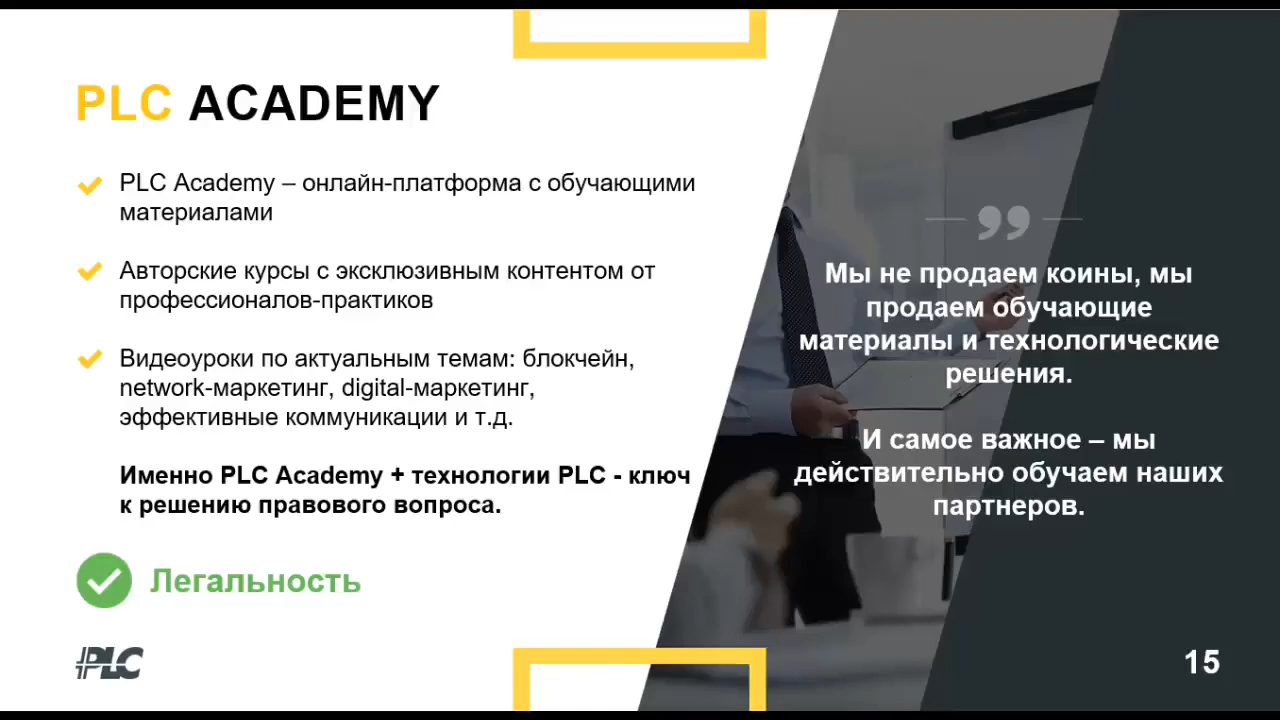 PLC ACADEMY
PLC Academy – онлайн-платформа с обучающими
материалами
Авторские курсы с эксклюзивным контентом от
профессионалов-практиков
Видеоуроки по актуальным темам: блокчейн,
network-маркетинг, digital-маркетинг,
эффективные коммуникации и т.д.
Именно PLC Academy + технологии PLC - ключ
к решению правового вопроса.
Легальность
PLC
”
Мы не продаем коины, мы
продаем обучающие
материалы и технологические
решения.
И самое важное – мы
действительно обучаем наших
партнеров.
15